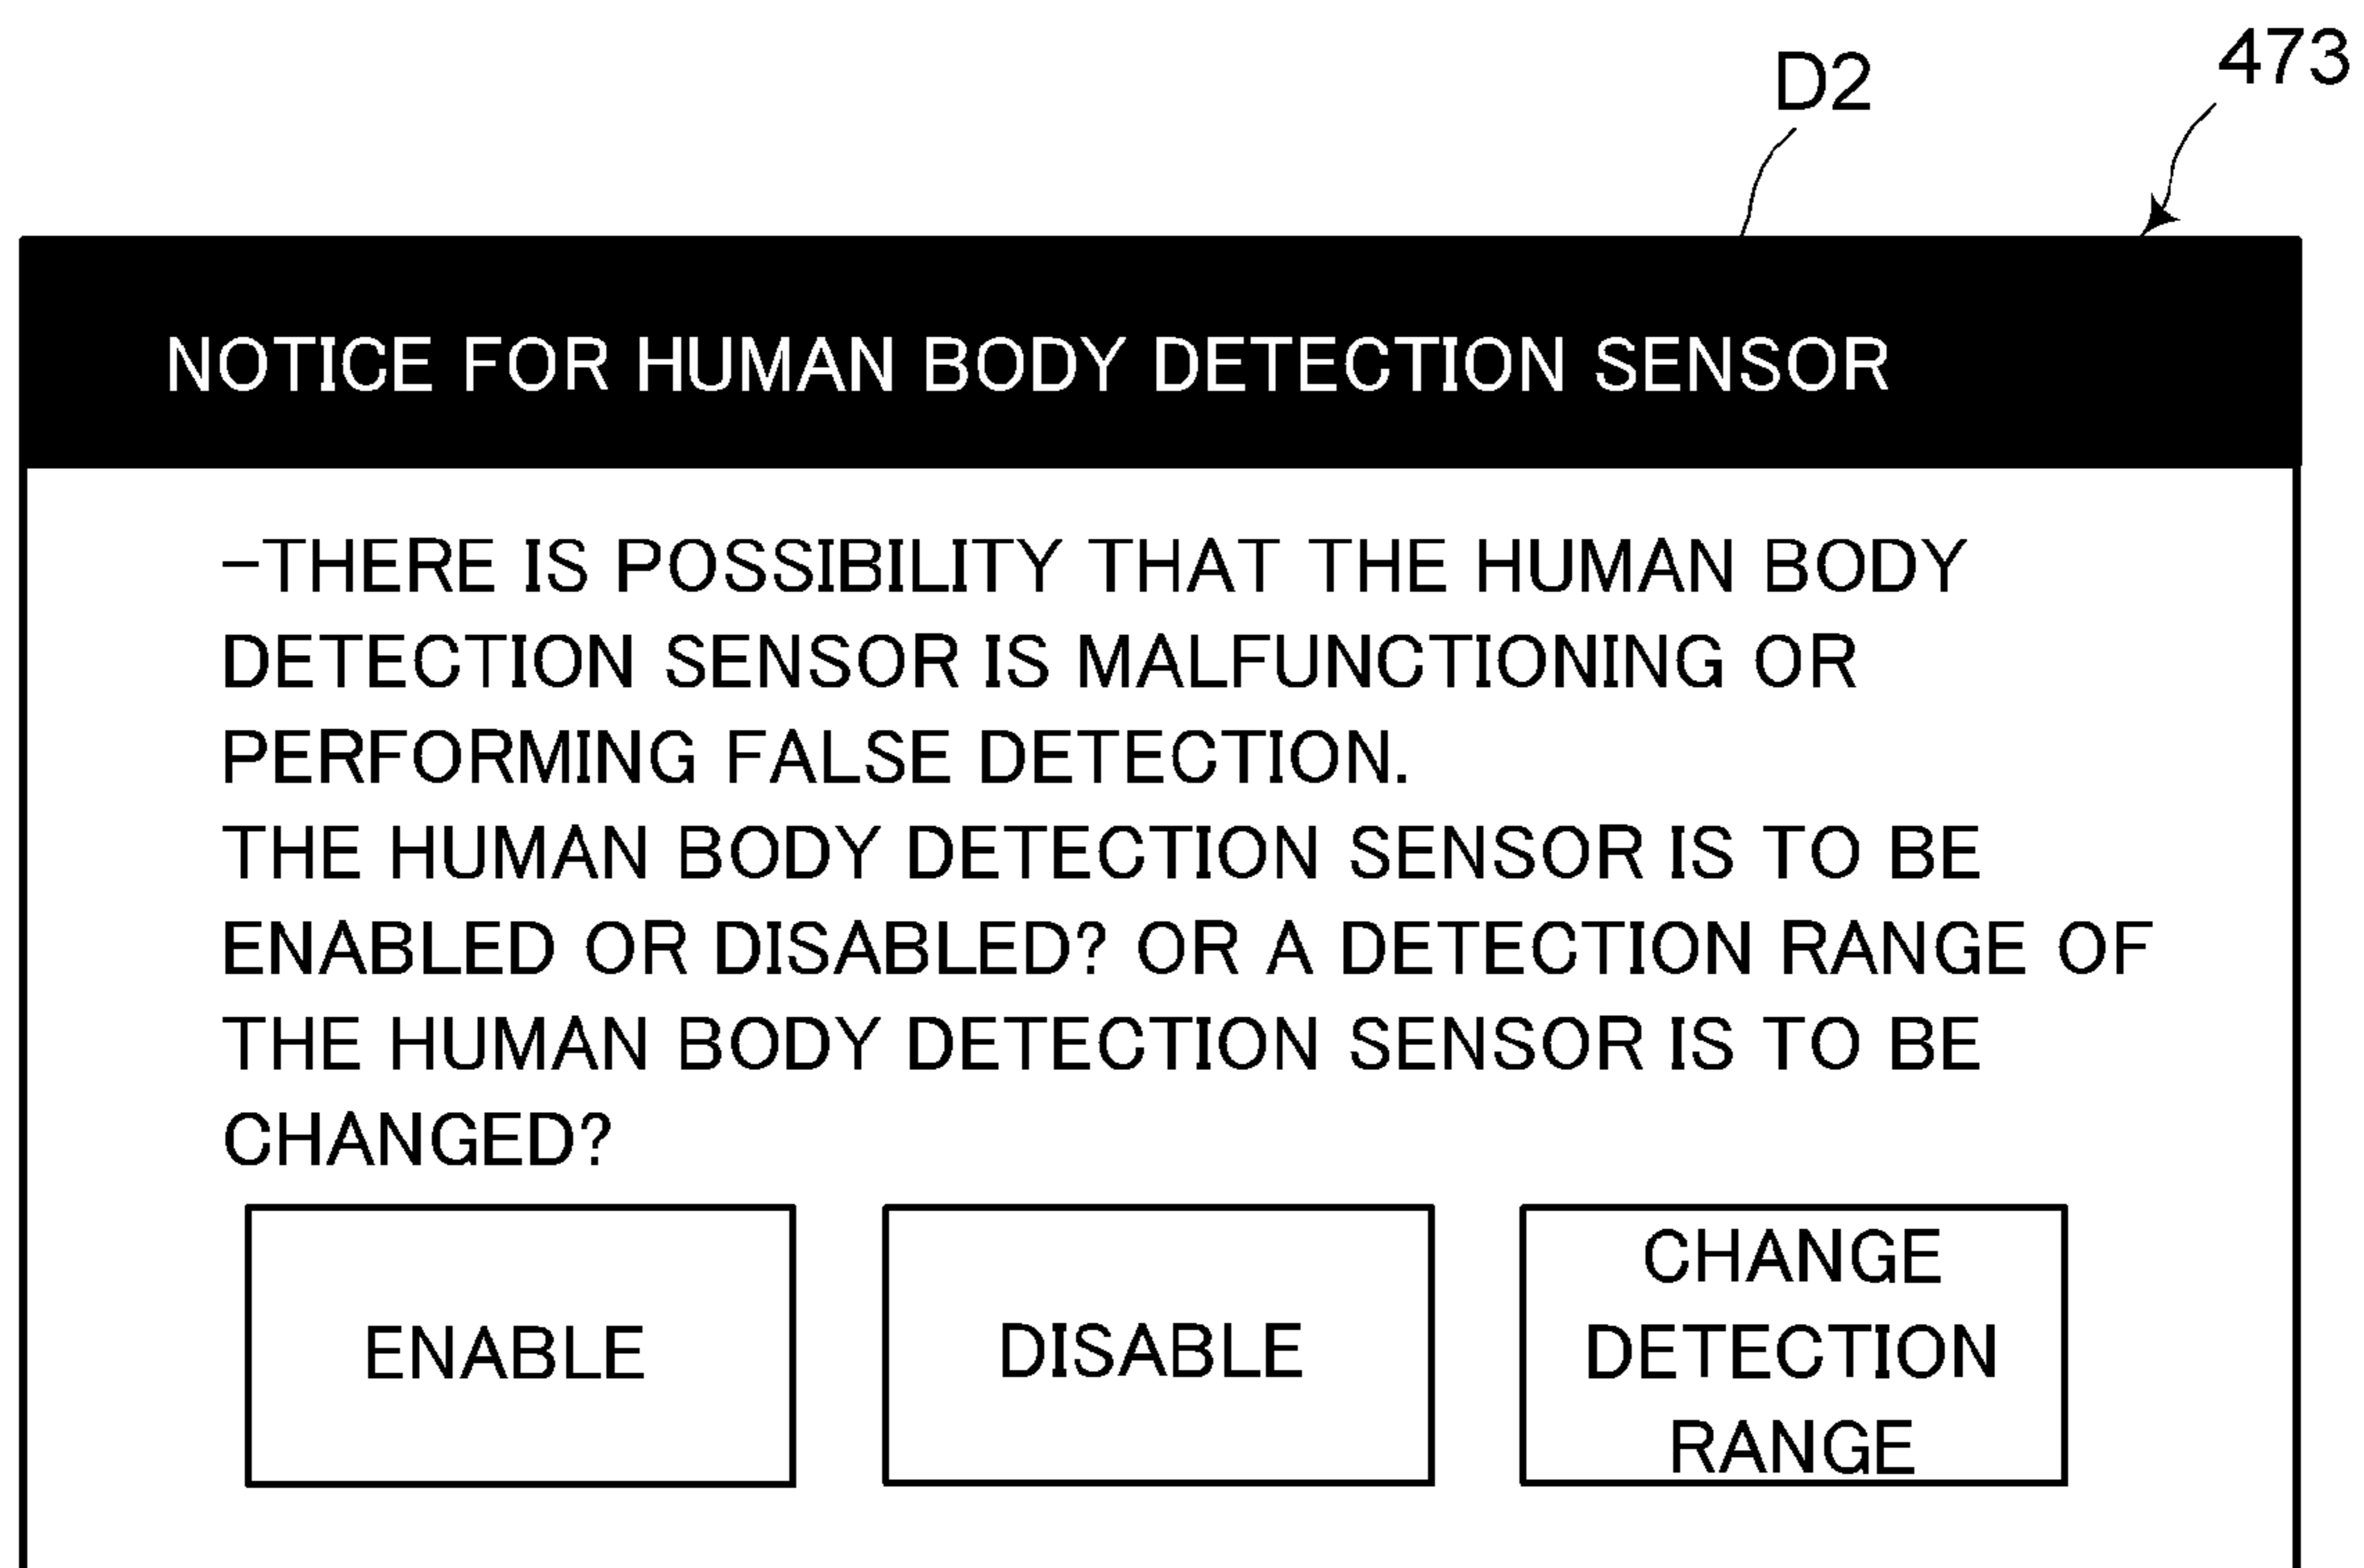 473
D2
NOTICE FOR HUMAN BODY DETECTION SENSOR
-THERE IS POSSIBILITY THAT THE HUMAN BODY
DETECTION SENSOR IS MALFUNCTIONING OR
PERFORMING FALSE DETECTION.
THE HUMAN BODY DETECTION SENSOR IS TO BE
ENABLED OR DISABLED? OR A DETECTION RANGE OF
THE HUMAN BODY DETECTION SENSOR IS TO BE
CHANGED?
ENABLE
DISABLE
CHANGE
DETECTION
RANGE